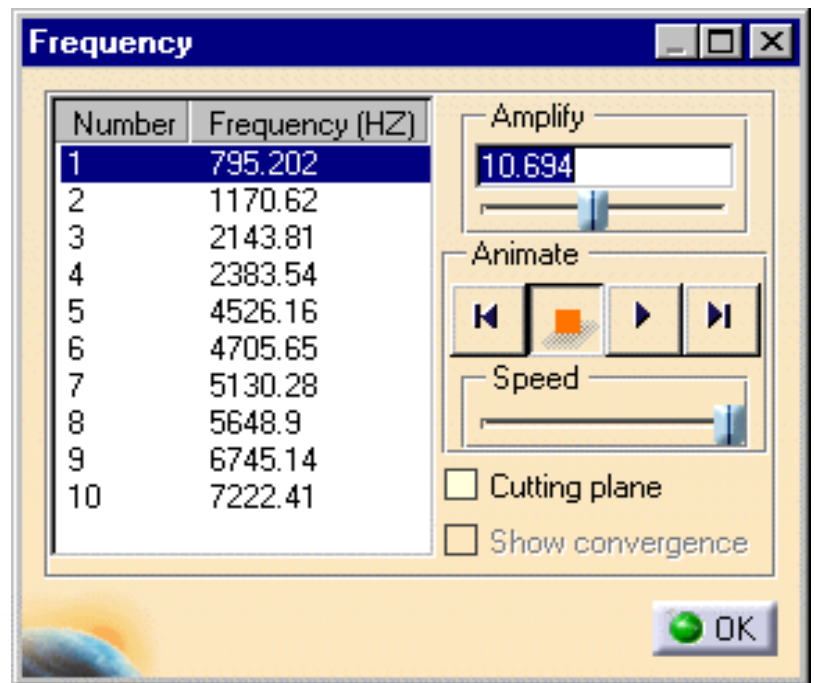 Frequency
Number Frequency (HZ)
1 795.202
2 1170.62
3 2143.81
4 2383.54
5 4526.16
6 4705.65
7 5130.28
8 5648.9
9 6745.14
10 7222.41
Amplify
10.694
Animate
Speed
Cutting plane
Show convergence
OK